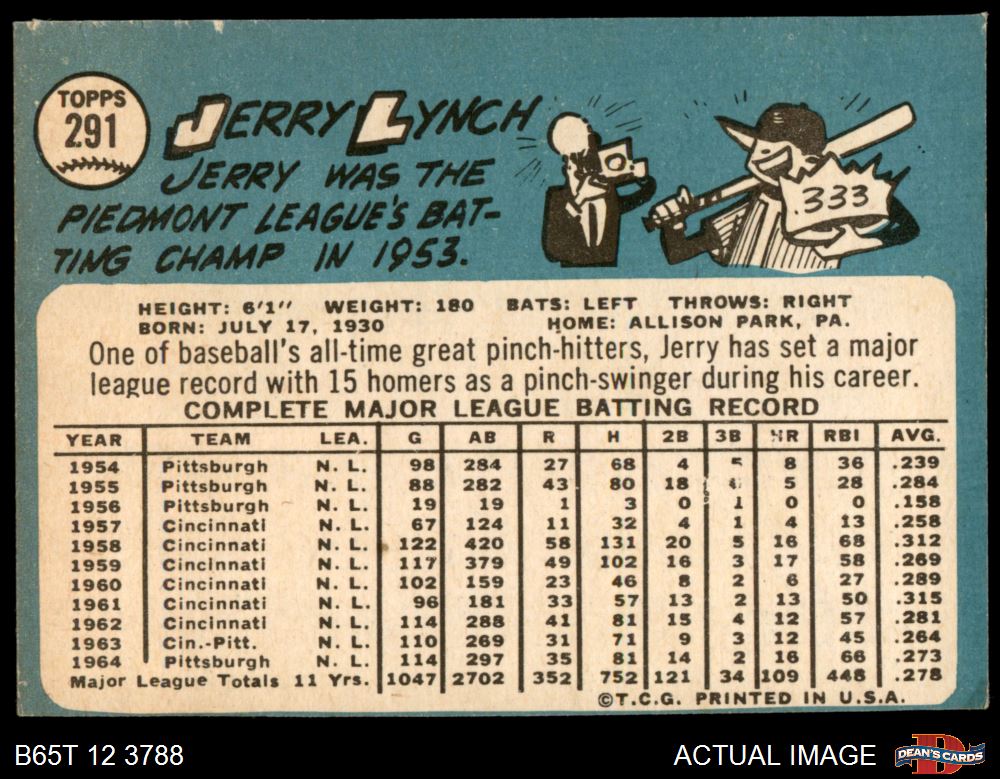 TOPPS
291
JERRY LYNCH
JERRY WAS THE
PIEDMONT LEAGUE'S BAT-
TING CHAMP IN 1953.
.333
HEIGHT: 6'1" WEIGHT: 180 BATS: LEFT THROWS: RIGHT
BORN: JULY 17, 1930 HOME: ALLISON PARK, PA.
One of baseball's all-time great pinch-hitters, Jerry has set a major
league record with 15 homers as a pinch-swinger during his career.
COMPLETE MAJOR LEAGUE BATTING RECORD
YEAR TEAM LEA. G AB R H 2B 3B HR RBI AVG.
1954 Pittsburgh N. L. 98 284 27 68 4 5 8 36 .239
1955 Pittsburgh N. L. 88 282 43 80 18 5 28 .284
1956 Pittsburgh N. L. 19 19 1 3 0 1 0 0 .158
1957 Cincinnati N. L. 67 124 11 32 4 1 4 13 .258
1958 Cincinnati N. L. 122 420 58 131 20 5 16 68 .312
1959 Cincinnati N. L. 117 379 49 102 16 3 17 58 .269
1960 Cincinnati N. L. 102 159 23 46 8 2 6 27 .289
1961 Cincinnati N. L. 96 181 33 57 13 2 13 50 .315
1962 Cincinnati N. L. 114 288 41 81 15 4 12 57 .281
1963 Cin.-Pitt. N. L. 110 269 31 71 9 3 12 45 .264
1964 Pittsburgh N. L. 114 297 35 81 14 2 16 66 .273
Major League Totals 11 Yrs. 1047 2702 352 752 121 34 109 448 .278
©T.C.G. PRINTED IN U.S.A.
B65T 12 3788 ACTUAL IMAGE DEAN'S CARDS